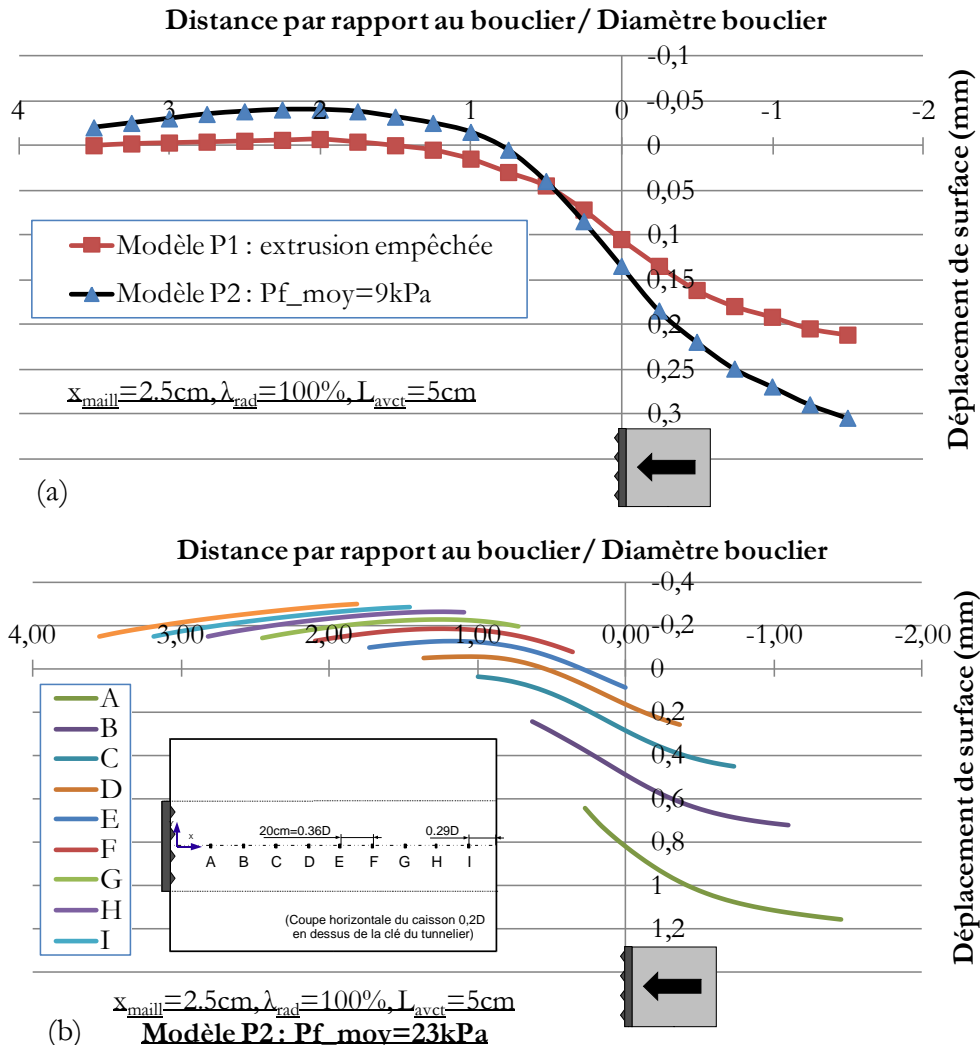 Distance par rapport au bouclier/ Diamètre bouclier
-0,1
4
3
2
1
0
-0,05
-1
-2
0
0,05
0,1
0,15
0,2
0,25
0,3
Déplacement de surface (mm)
Modèle P1 : extrusion empêchée
Modèle P2 : Pf_moy=9kPa
x_maill=2.5cm, λ_rad=100%, L_avct=5cm
(a)
Distance par rapport au bouclier/ Diamètre bouclier
-0,4
4,00
3,00
2,00
1,00
0,00
-0,2
-1,00
-2,00
0
0,2
0,4
0,6
0,8
1
1,2
Déplacement de surface (mm)
A
B
C
D
E
F
G
H
I
20cm=0.36D
0.29D
x
A B C D E F G H I
(Coupe horizontale du caisson 0,2D
en dessus de la clé du tunnelier)
x_maill=2.5cm, λ_rad=100%, L_avct=5cm
(b)
Modèle P2 : Pf_moy=23kPa